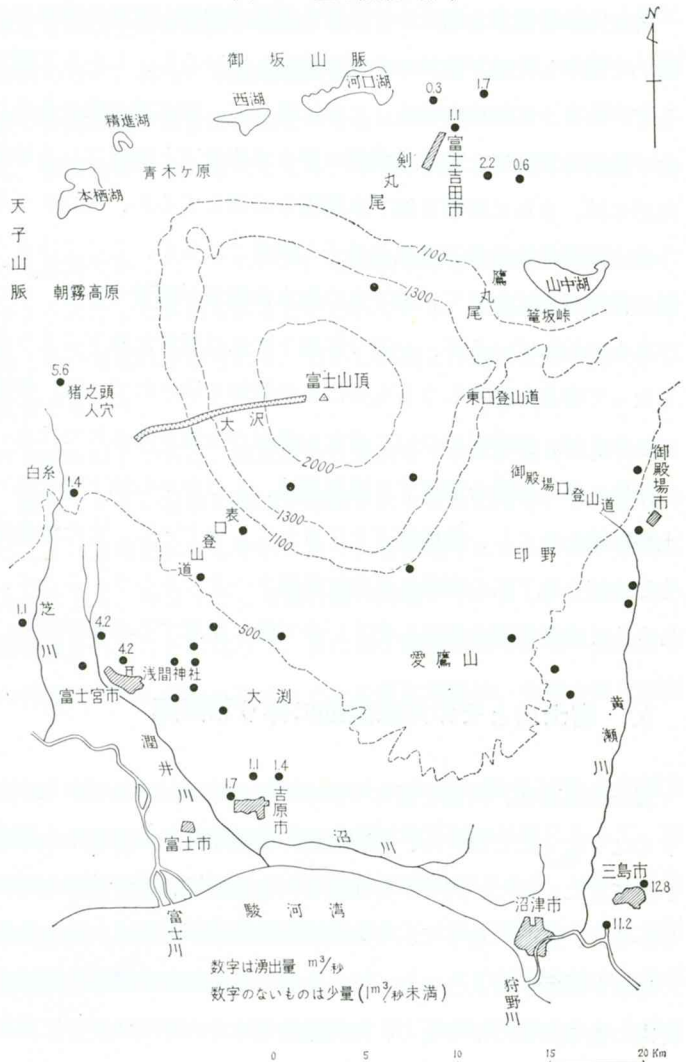 N
御坂山脈
河口湖
西湖
精進湖
本栖湖
青木ケ原
剣丸尾
富士吉田市
0.3
1.7
1.1
2.2
0.6
天子山脈
朝霧高原
1100
1300
鷹丸尾
山中湖
籠坂峠
5.6
猪之頭
人穴
富士山頂
大沢
2000
東口登山道
御殿場口登山道
御殿場市
白糸
1.4
1300
1100
表口登山道
印野
芝川
1.1
500
4.2
4.2
浅間神社
富士宮市
大渕
愛鷹山
黄瀬川
潤井川
1.1
1.4
1.7
吉原市
富士市
沼川
三島市
12.8
沼津市
11.2
富士川
駿河湾
狩野川
数字は湧出量 m³/秒
数字のないものは少量(1m³/秒未満)
0 5 10 15 20 Km